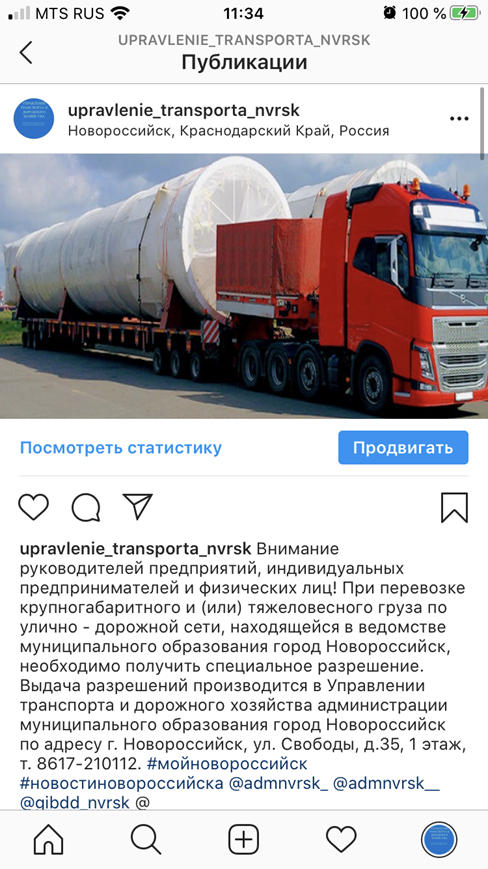 MTS RUS 11:34 100 %
UPRAVLENIE_TRANSPORTA_NVRSK
Публикации
upravlenie_transporta_nvrsk
Новороссийск, Краснодарский Край, Россия
Посмотреть статистику Продвигать
upravlenie_transporta_nvrsk Внимание
руководителей предприятий, индивидуальных
предпринимателей и физических лиц! При перевозке
крупногабаритного и (или) тяжеловесного груза по
улично - дорожной сети, находящейся в ведомстве
муниципального образования город Новороссийск,
необходимо получить специальное разрешение.
Выдача разрешений производится в Управлении
транспорта и дорожного хозяйства администрации
муниципального образования город Новороссийск
по адресу г. Новороссийск, ул. Свободы, д.35, 1 этаж,
т. 8617-210112. #мойновороссийск
#новостиновороссийска @admnvrsk_ @admnvrsk__
@gibdd_nvrsk @